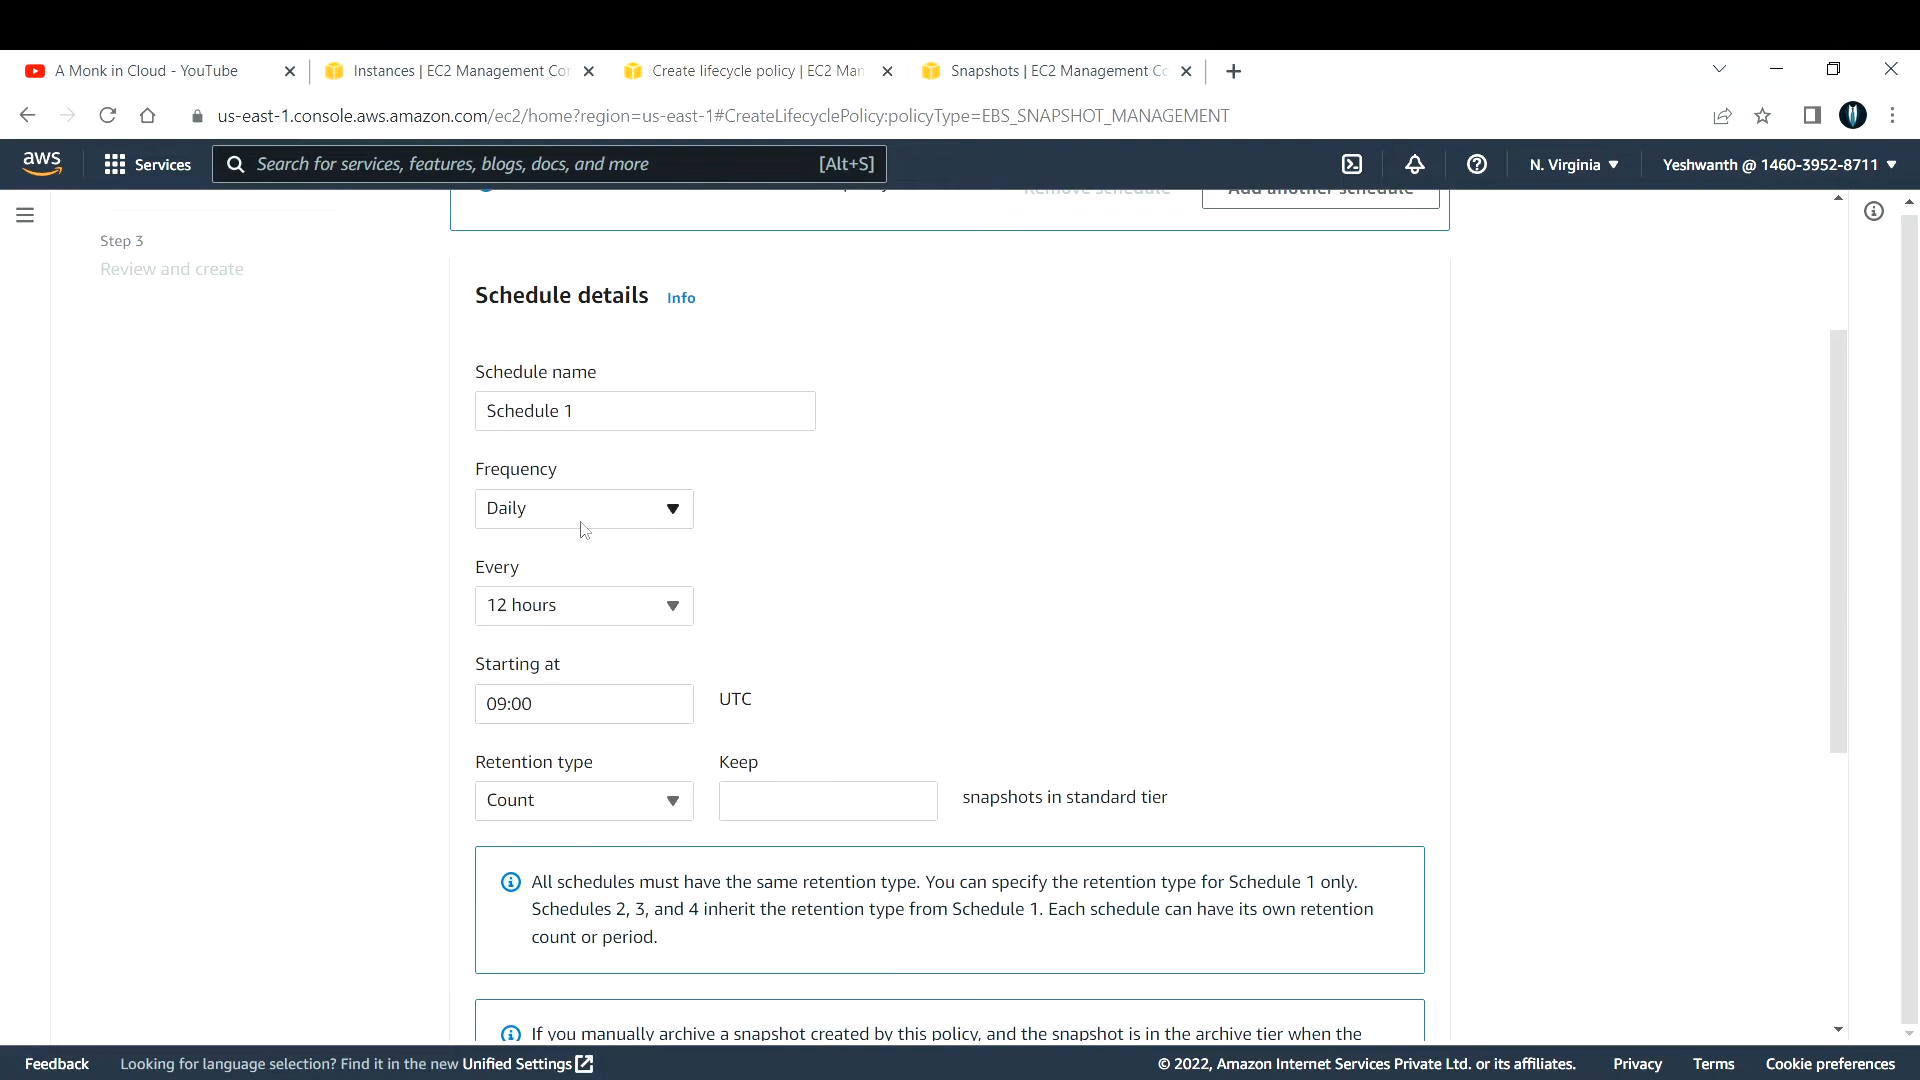 A Monk in Cloud - YouTube
Instances | EC2 Management Cor
Create lifecycle policy | EC2 Man
Snapshots | EC2 Management Co
us-east-1.console.aws.amazon.com/ec2/home?region=us-east-1#CreateLifecyclePolicy:policyType=EBS_SNAPSHOT_MANAGEMENT
aws
Services
Search for services, features, blogs, docs, and more
[Alt+S]
N. Virginia
Yeshwanth @ 1460-3952-8711
Remove schedule
Add another schedule
Step 3
Review and create
Schedule details Info
Schedule name
Schedule 1
Frequency
Daily
Every
12 hours
Starting at
09:00
UTC
Retention type
Keep
Count
snapshots in standard tier
All schedules must have the same retention type. You can specify the retention type for Schedule 1 only.
Schedules 2, 3, and 4 inherit the retention type from Schedule 1. Each schedule can have its own retention
count or period.
If you manually archive a snapshot created by this policy, and the snapshot is in the archive tier when the
Feedback
Looking for language selection? Find it in the new Unified Settings
© 2022, Amazon Internet Services Private Ltd. or its affiliates.
Privacy
Terms
Cookie preferences